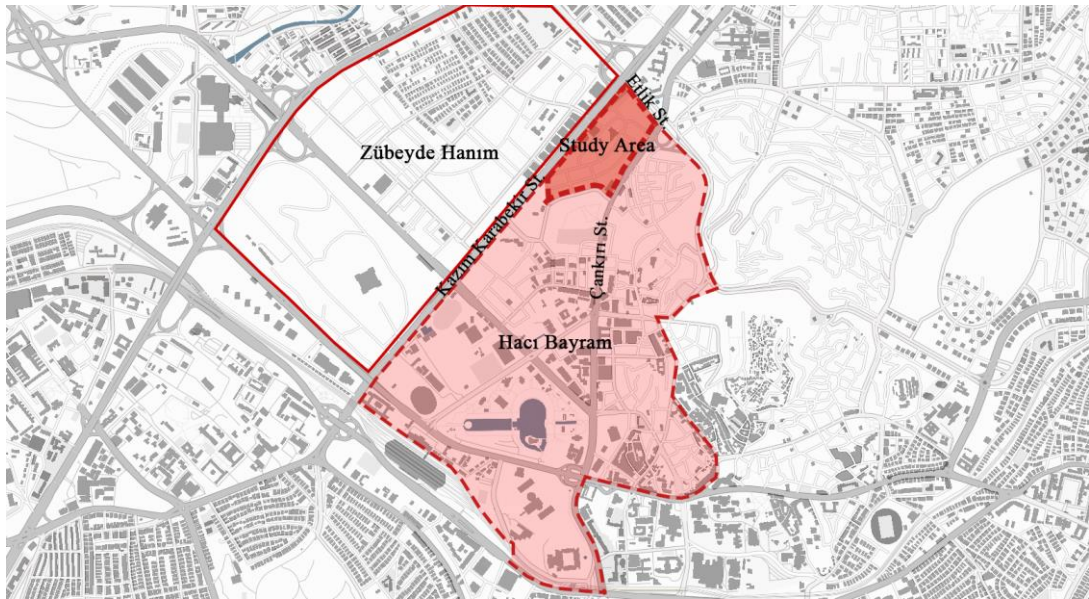 Etlik St.
Study Area
Zübeyde Hanım
Kazım Karabekir St.
Çankırı St.
Hacı Bayram